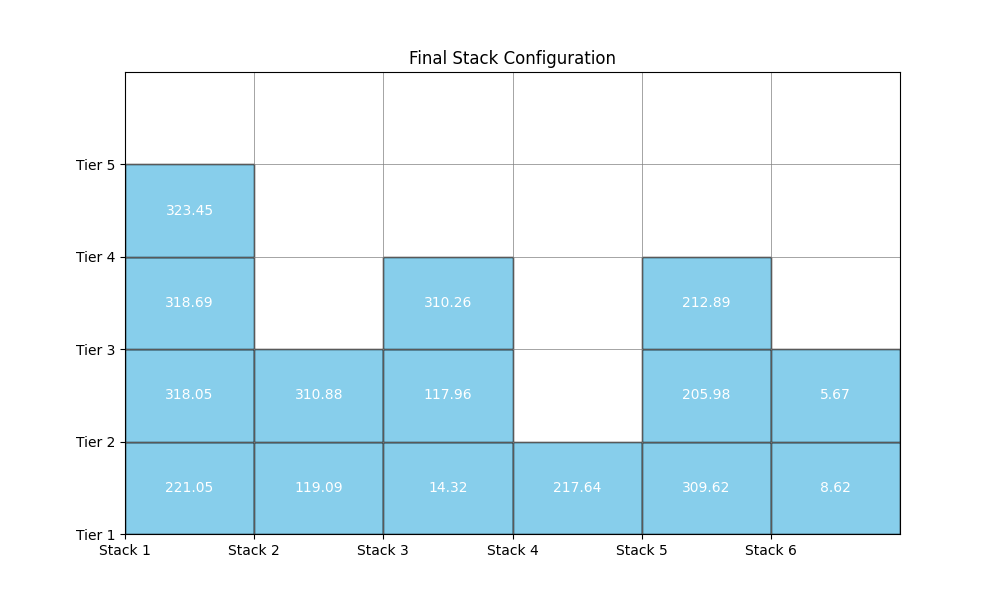 Final Stack Configuration
Tier 5
323.45
Tier 4
318.69 310.26 212.89
Tier 3
318.05 310.88 117.96 205.98 5.67
Tier 2
221.05 119.09 14.32 217.64 309.62 8.62
Tier 1
Stack 1 Stack 2 Stack 3 Stack 4 Stack 5 Stack 6